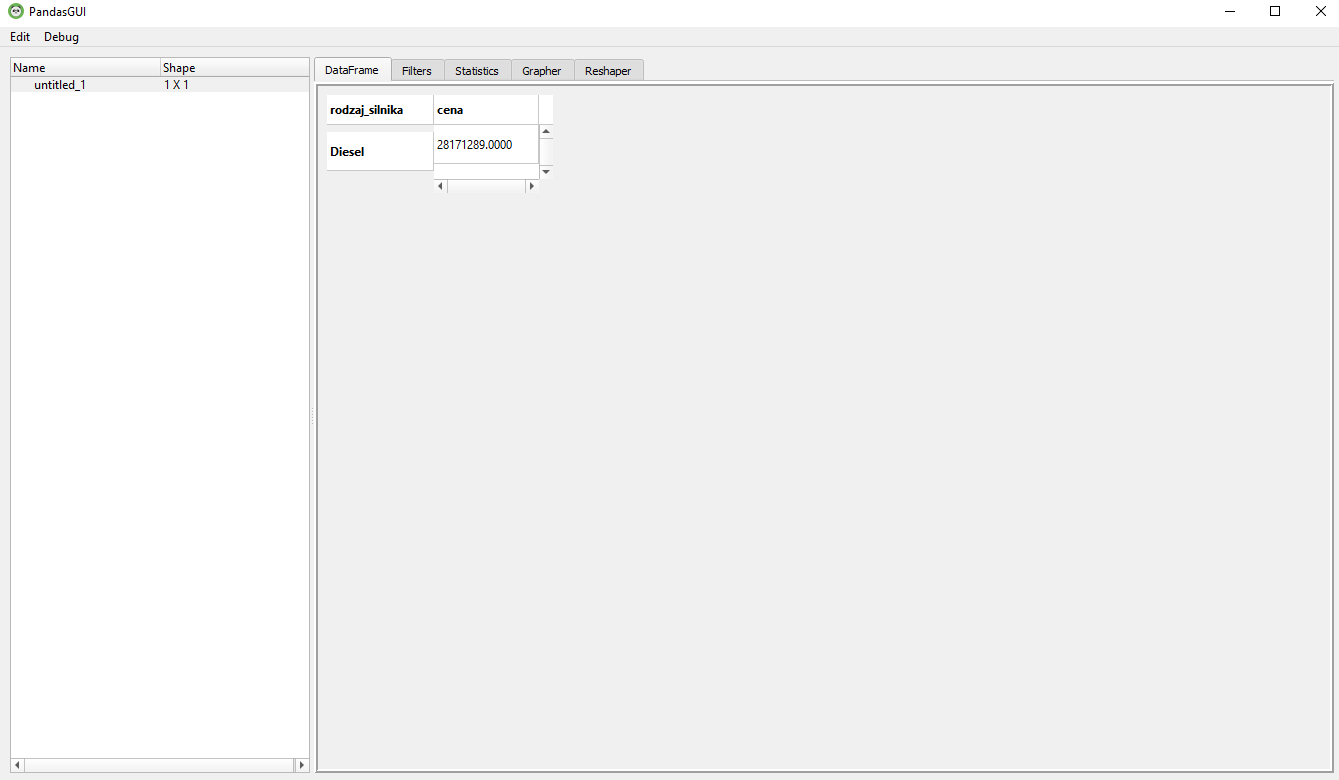 PandasGUI
Edit Debug
Name Shape
untitled_1 1 X 1
DataFrame Filters Statistics Grapher Reshaper
rodzaj_silnika cena
Diesel 28171289.0000